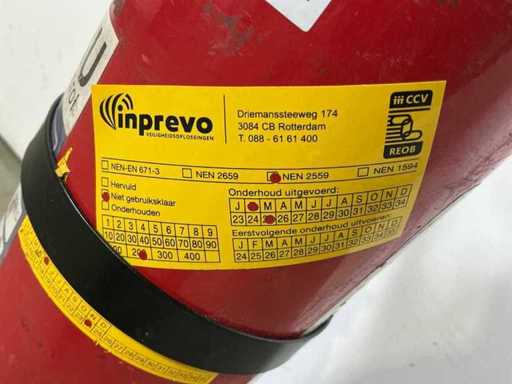 inprevo
VEILIGHEIDSOPLOSSINGEN
Driemanssteeweg 174
3084 CB Rotterdam
T. 088 - 61 61 400
iii CCV
REOB
NEN-EN 671-3 NEN 2659 NEN 2559 NEN 1594
Hervuld
Niet gebruiksklaar
Onderhouden
Onderhoud uitgevoerd:
J M A M J J A S O N D
23 24 26 27 28 29 30 31 32 33 34
Eerstvolgende onderhoud uitvoeren:
J F M A M J J A S O N D
24 25 26 27 28 29 30 31 32 33 34 35
1 2 3 4 5 6 7 8 9
10 20 30 40 50 60 70 80 90
300 400